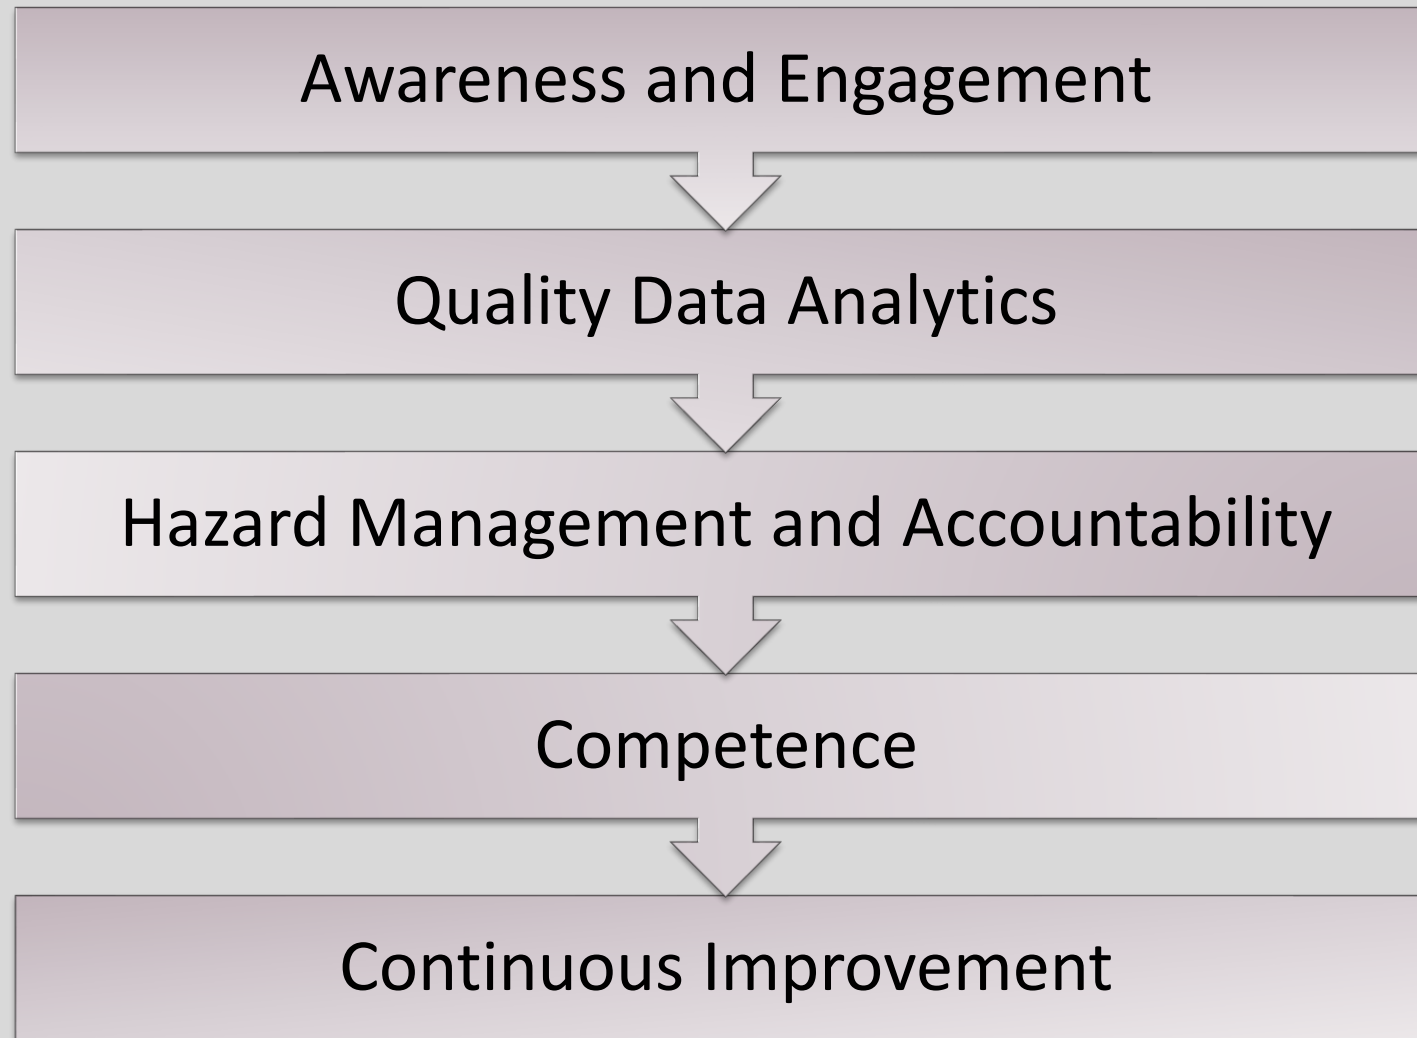 Awareness and Engagement
Quality Data Analytics
Hazard Management and Accountability
Competence
Continuous Improvement